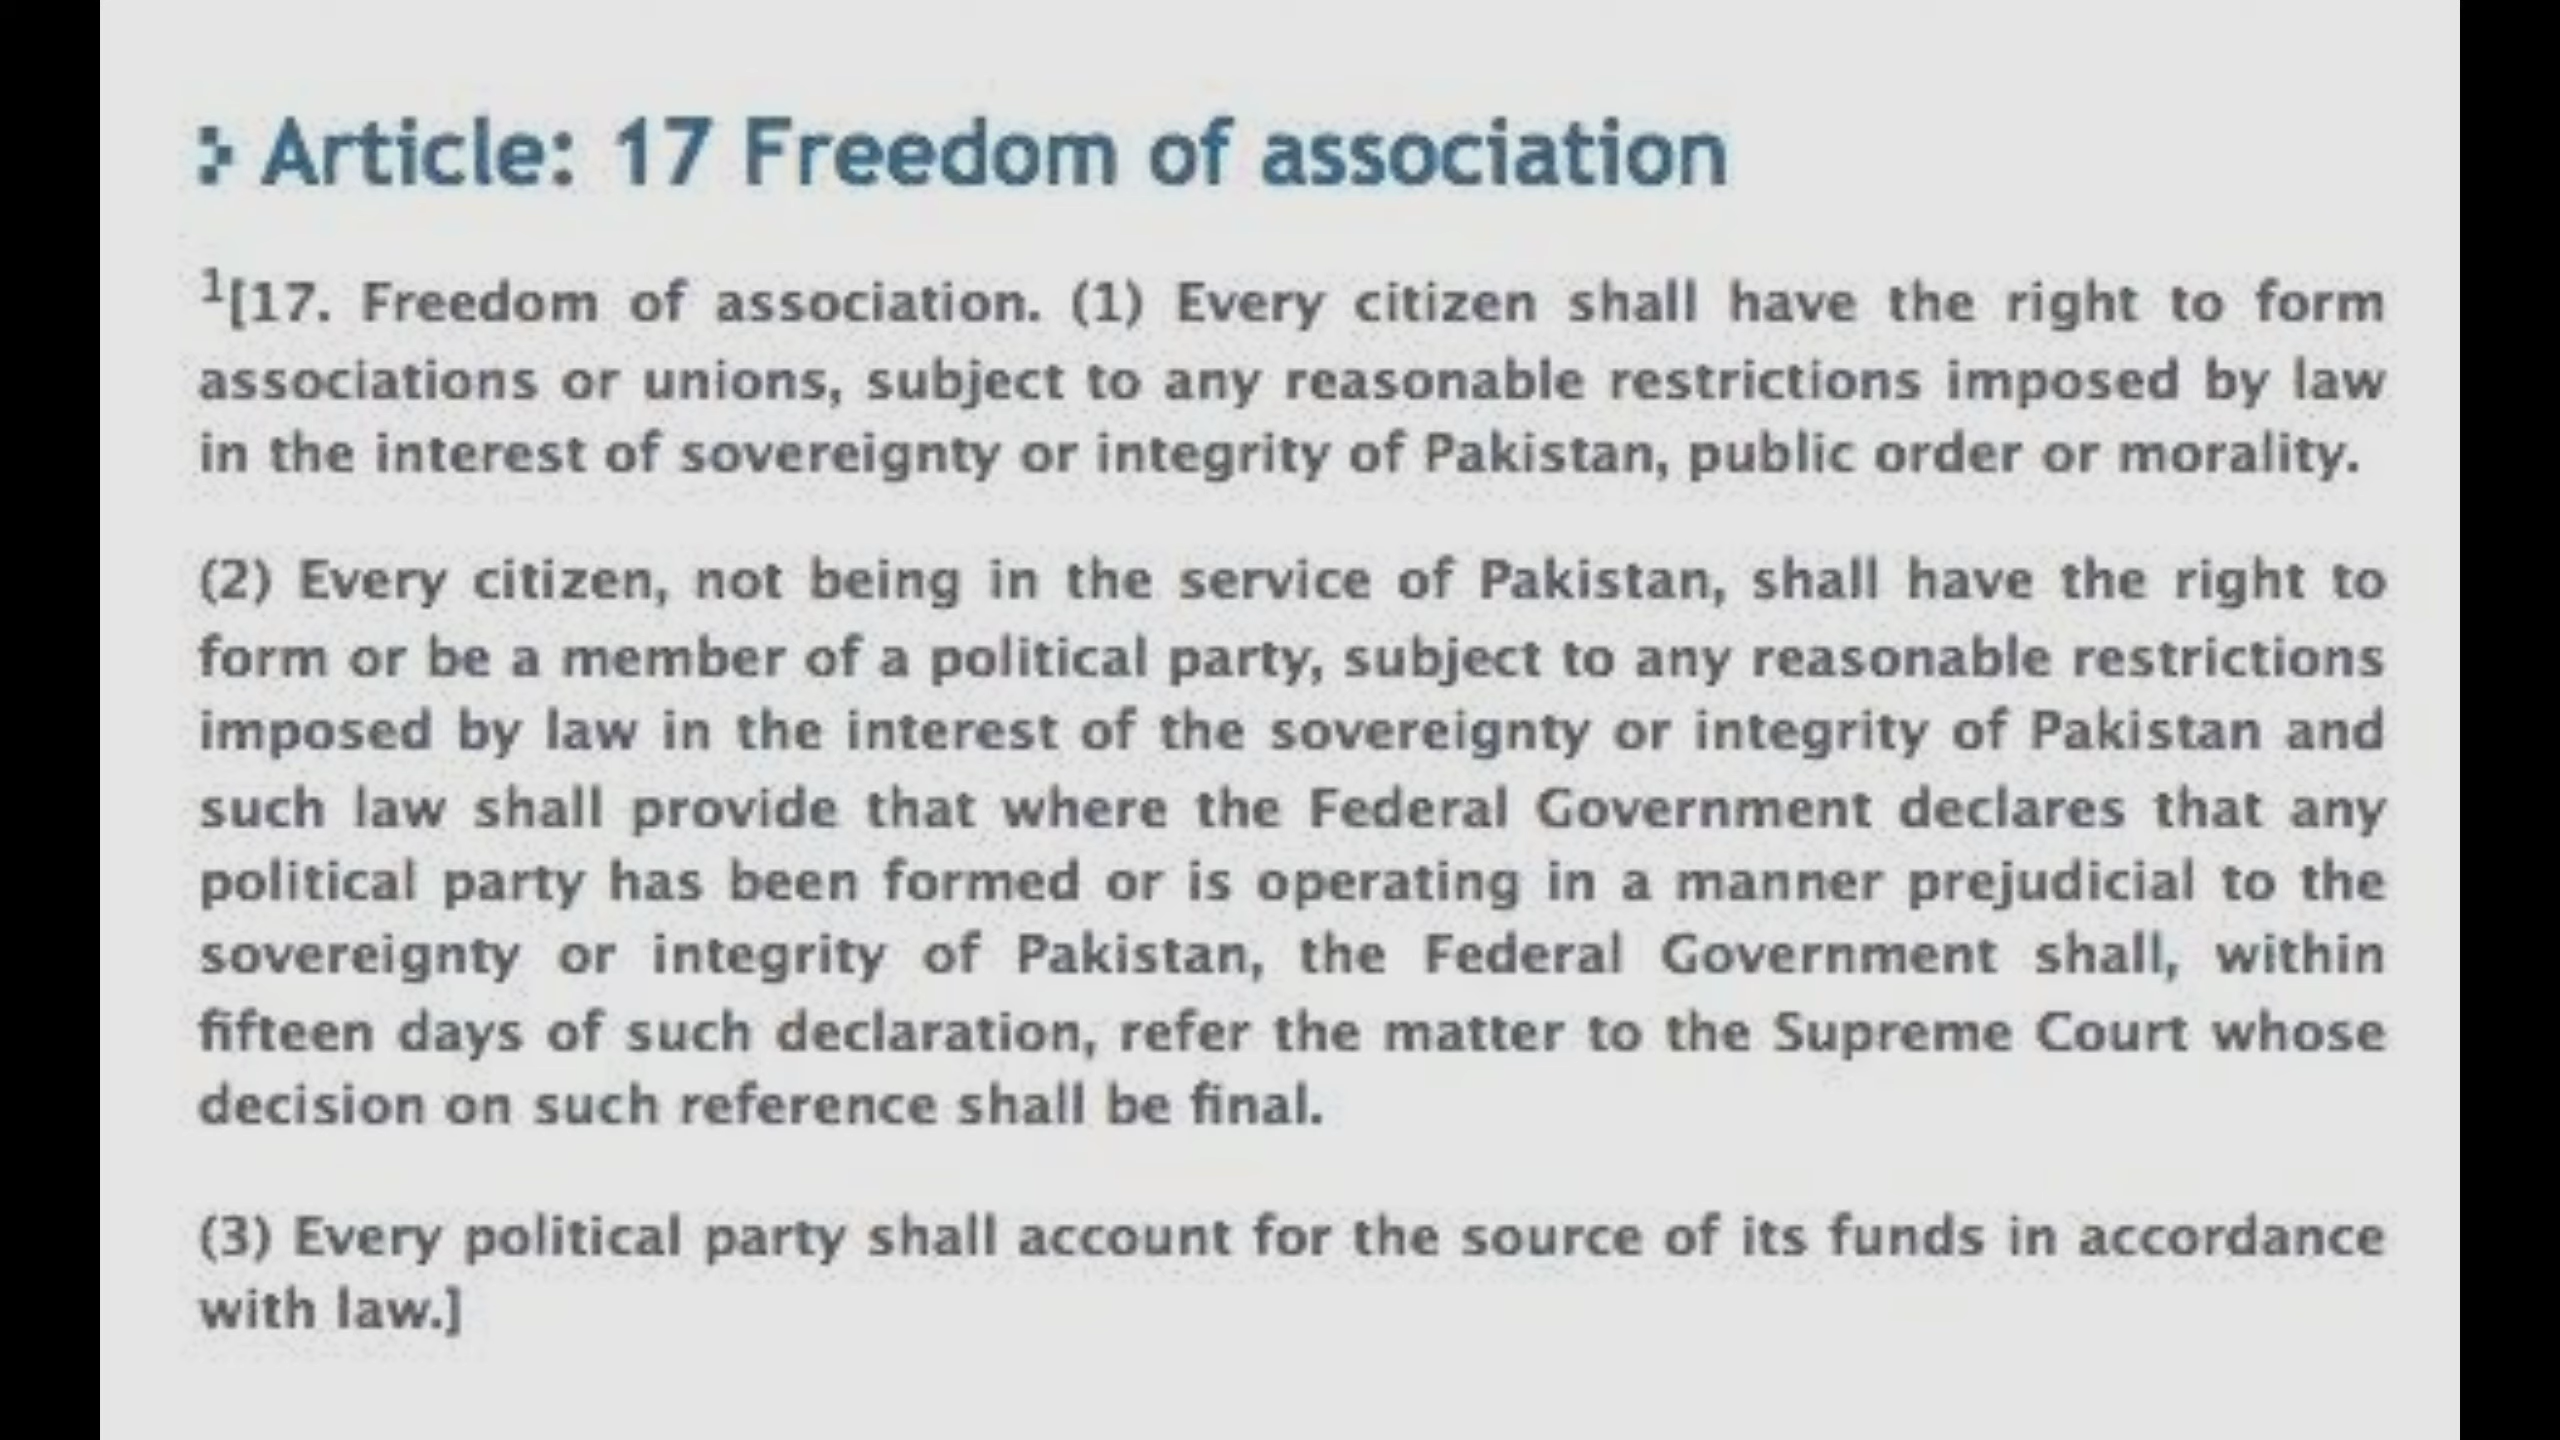 Article: 17 Freedom of association
1[17. Freedom of association. (1) Every citizen shall have the right to form
associations or unions, subject to any reasonable restrictions imposed by law
in the interest of sovereignty or integrity of Pakistan, public order or morality.
(2) Every citizen, not being in the service of Pakistan, shall have the right to
form or be a member of a political party, subject to any reasonable restrictions
imposed by law in the interest of the sovereignty or integrity of Pakistan and
such law shall provide that where the Federal Government declares that any
political party has been formed or is operating in a manner prejudicial to the
sovereignty or integrity of Pakistan, the Federal Government shall, within
fifteen days of such declaration, refer the matter to the Supreme Court whose
decision on such reference shall be final.
(3) Every political party shall account for the source of its funds in accordance
with law.]